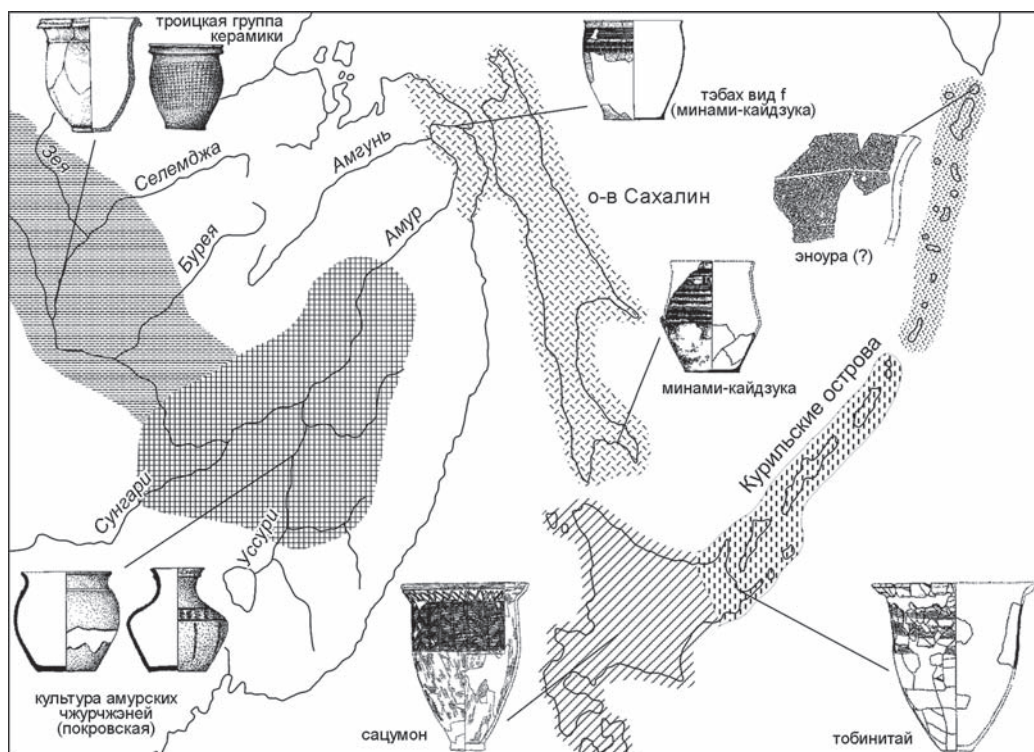 троицкая группа
керамики
тэбах вид f
(минами-кайдзука)
Зея
Селемджа
Амгунь
о-в Сахалин
Бурея
Амур
эноура (?)
минами-кайдзука
Курильские острова
Сунгари
Уссури
культура амурских
чжурчжэней
(покровская)
сацумон
тобинитай